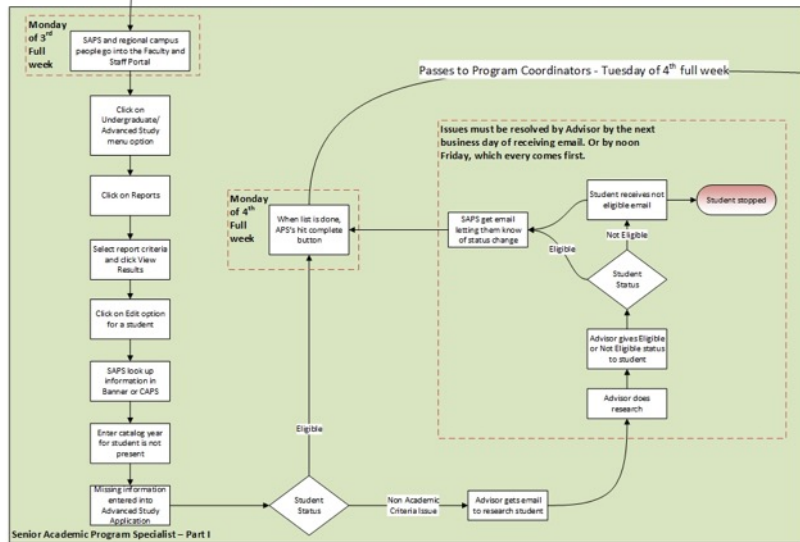 Monday
of 3rd
Full
week
SAPS and regional campus
people go into the Faculty and
Staff Portal
Click on
Undergraduate/
Advanced Study
menu option
Click on Reports
Select report criteria
and click View
Results
Click on Edit option
for a student
SAPS look up
information in
Banner or CAPS
Enter catalog year
for student is not
present
Missing information
entered into
Advanced Study
Application
Student
Status
Eligible
Non Academic
Criteria Issue
Advisor gets email
to research student
Monday
of 4th
Full
week
When list is done,
APS's hit complete
button
Passes to Program Coordinators - Tuesday of 4th full week
Issues must be resolved by Advisor by the next
business day of receiving email. Or by noon
Friday, which every comes first.
SAPS get email
letting them know
of status change
Student receives not
eligible email
Student stopped
Not Eligible
Eligible
Student
Status
Advisor gives Eligible
or Not Eligible status
to student
Advisor does
research
Senior Academic Program Specialist – Part I